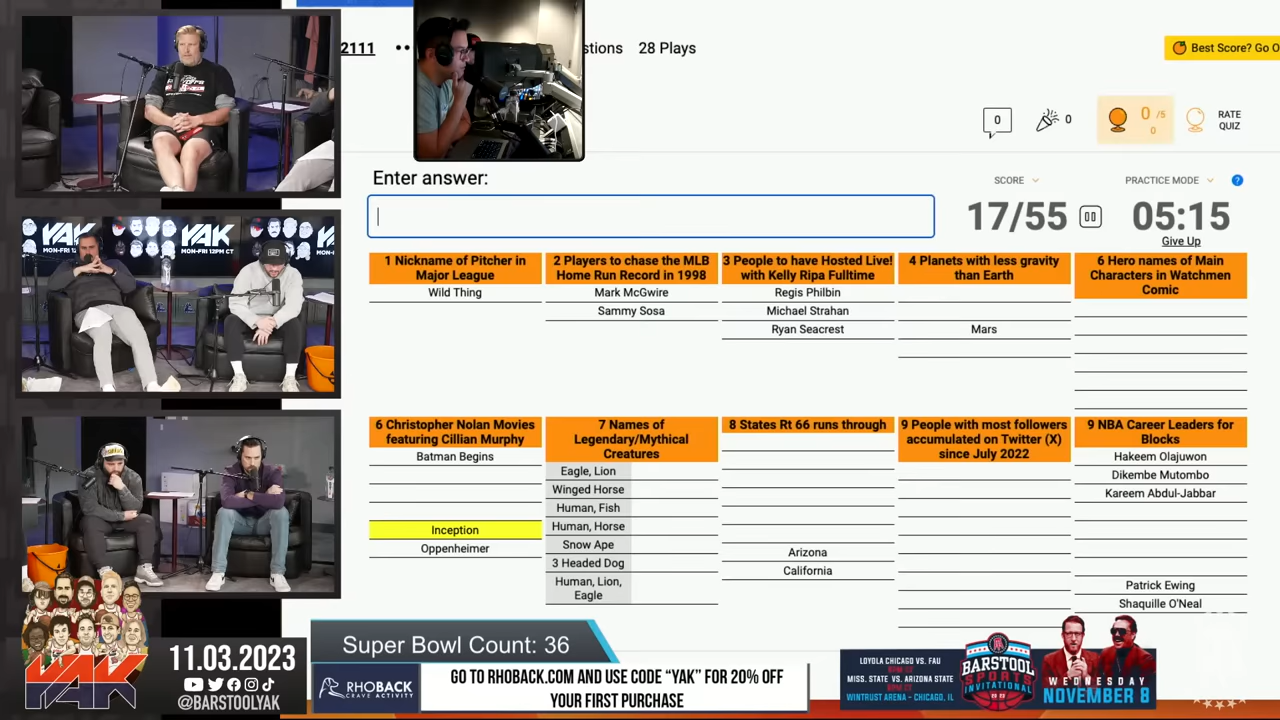 2111
stions
28 Plays
Best Score? Go O
0
0
0 /5
0
RATE
QUIZ
Enter answer:
SCORE
PRACTICE MODE
?
17/55
05:15
Give Up
1 Nickname of Pitcher in
Major League
Wild Thing
2 Players to chase the MLB
Home Run Record in 1998
Mark McGwire
Sammy Sosa
3 People to have Hosted Live!
with Kelly Ripa Fulltime
Regis Philbin
Michael Strahan
Ryan Seacrest
4 Planets with less gravity
than Earth
Mars
6 Hero names of Main
Characters in Watchmen
Comic
6 Christopher Nolan Movies
featuring Cillian Murphy
Batman Begins
Inception
Oppenheimer
7 Names of
Legendary/Mythical
Creatures
Eagle, Lion
Winged Horse
Human, Fish
Human, Horse
Snow Ape
3 Headed Dog
Human, Lion,
Eagle
8 States Rt 66 runs through
Arizona
California
9 People with most followers
accumulated on Twitter (X)
since July 2022
9 NBA Career Leaders for
Blocks
Hakeem Olajuwon
Dikembe Mutombo
Kareem Abdul-Jabbar
Patrick Ewing
Shaquille O'Neal
YAK
MON-FRI 12PM CT
YAK
MON-FRI 12PM CT
YAK
11.03.2023
@BARSTOOLYAK
Super Bowl Count: 36
RHOBACK
CRAVE ACTIVITY
GO TO RHOBACK.COM AND USE CODE “YAK” FOR 20% OFF
YOUR FIRST PURCHASE
LOYOLA CHICAGO VS. FAU
MISS. STATE VS. ARIZONA STATE
WINTRUST ARENA - CHICAGO, IL
BARSTOOL
SPORTS
INVITATIONAL
WEDNESDAY
NOVEMBER 8